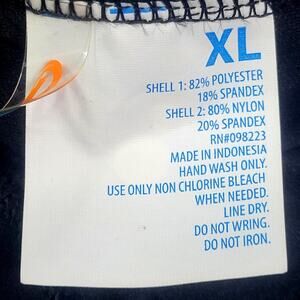 XL
SHELL 1: 82% POLYESTER
18% SPANDEX
SHELL 2: 80% NYLON
20% SPANDEX
RN#098223
MADE IN INDONESIA
HAND WASH ONLY.
USE ONLY NON CHLORINE BLEACH
WHEN NEEDED.
LINE DRY.
DO NOT WRING.
DO NOT IRON.